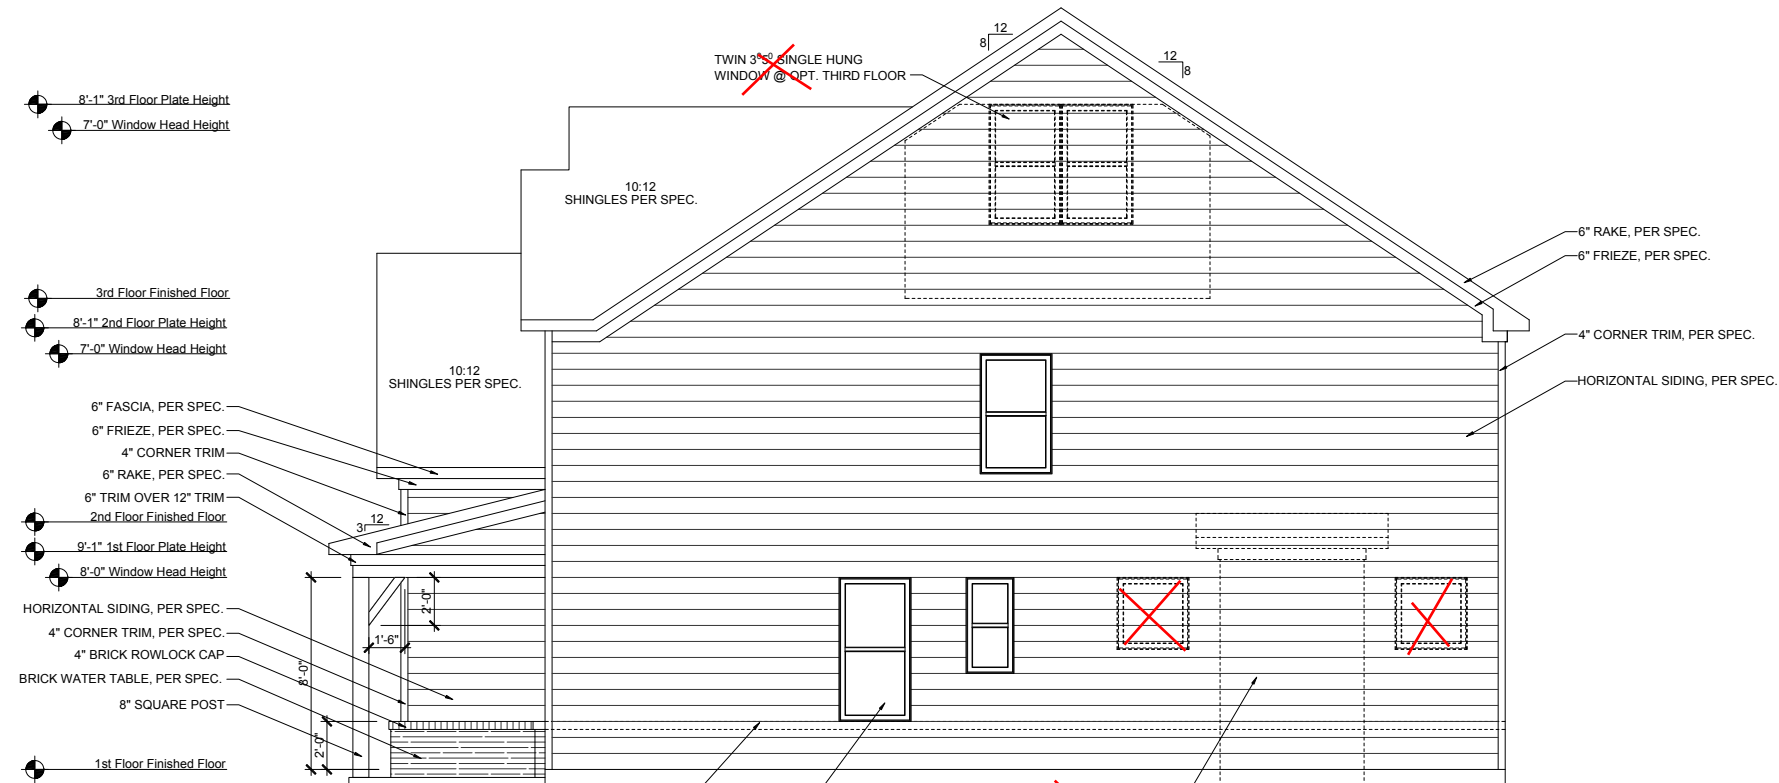 12
8
12
8
TWIN 3⁰5⁰ SINGLE HUNG
WINDOW @ OPT. THIRD FLOOR
8'-1" 3rd Floor Plate Height
7'-0" Window Head Height
10:12
SHINGLES PER SPEC.
6" RAKE, PER SPEC.
6" FRIEZE, PER SPEC.
3rd Floor Finished Floor
8'-1" 2nd Floor Plate Height
7'-0" Window Head Height
4" CORNER TRIM, PER SPEC.
HORIZONTAL SIDING, PER SPEC.
10:12
SHINGLES PER SPEC.
6" FASCIA, PER SPEC.
6" FRIEZE, PER SPEC.
4" CORNER TRIM
6" RAKE, PER SPEC.
6" TRIM OVER 12" TRIM
2nd Floor Finished Floor
12
3
9'-1" 1st Floor Plate Height
8'-0" Window Head Height
HORIZONTAL SIDING, PER SPEC.
4" CORNER TRIM, PER SPEC.
4" BRICK ROWLOCK CAP
BRICK WATER TABLE, PER SPEC.
8" SQUARE POST
2'-0"
1'-6"
8'-0"
2'-0"
1st Floor Finished Floor